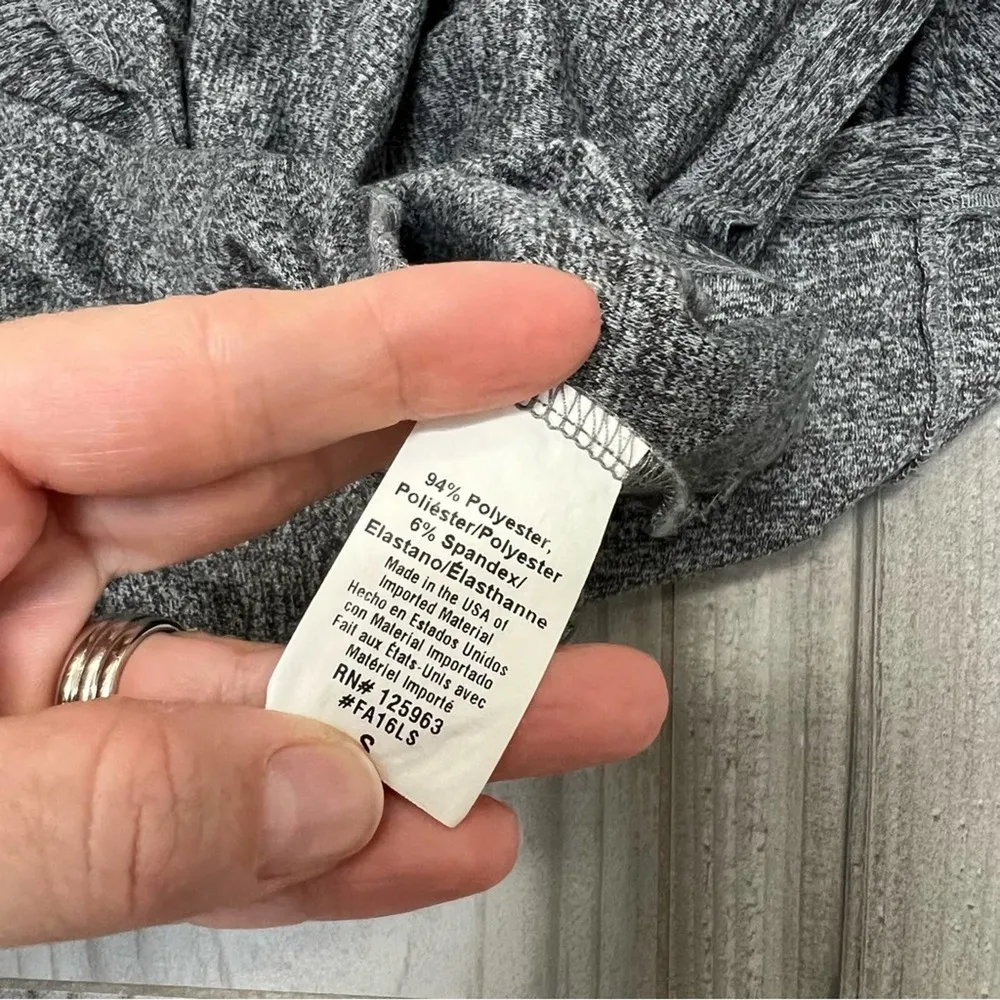 94% Polyester,
Poliéster/Polyester
6% Spandex/
Elastano/Élasthanne
Made in the USA of
Imported Material
Hecho en Estados Unidos
con Material Importado
Fait aux États-Unis avec
Matériel Importé
RN# 125963
#FA16LS
S